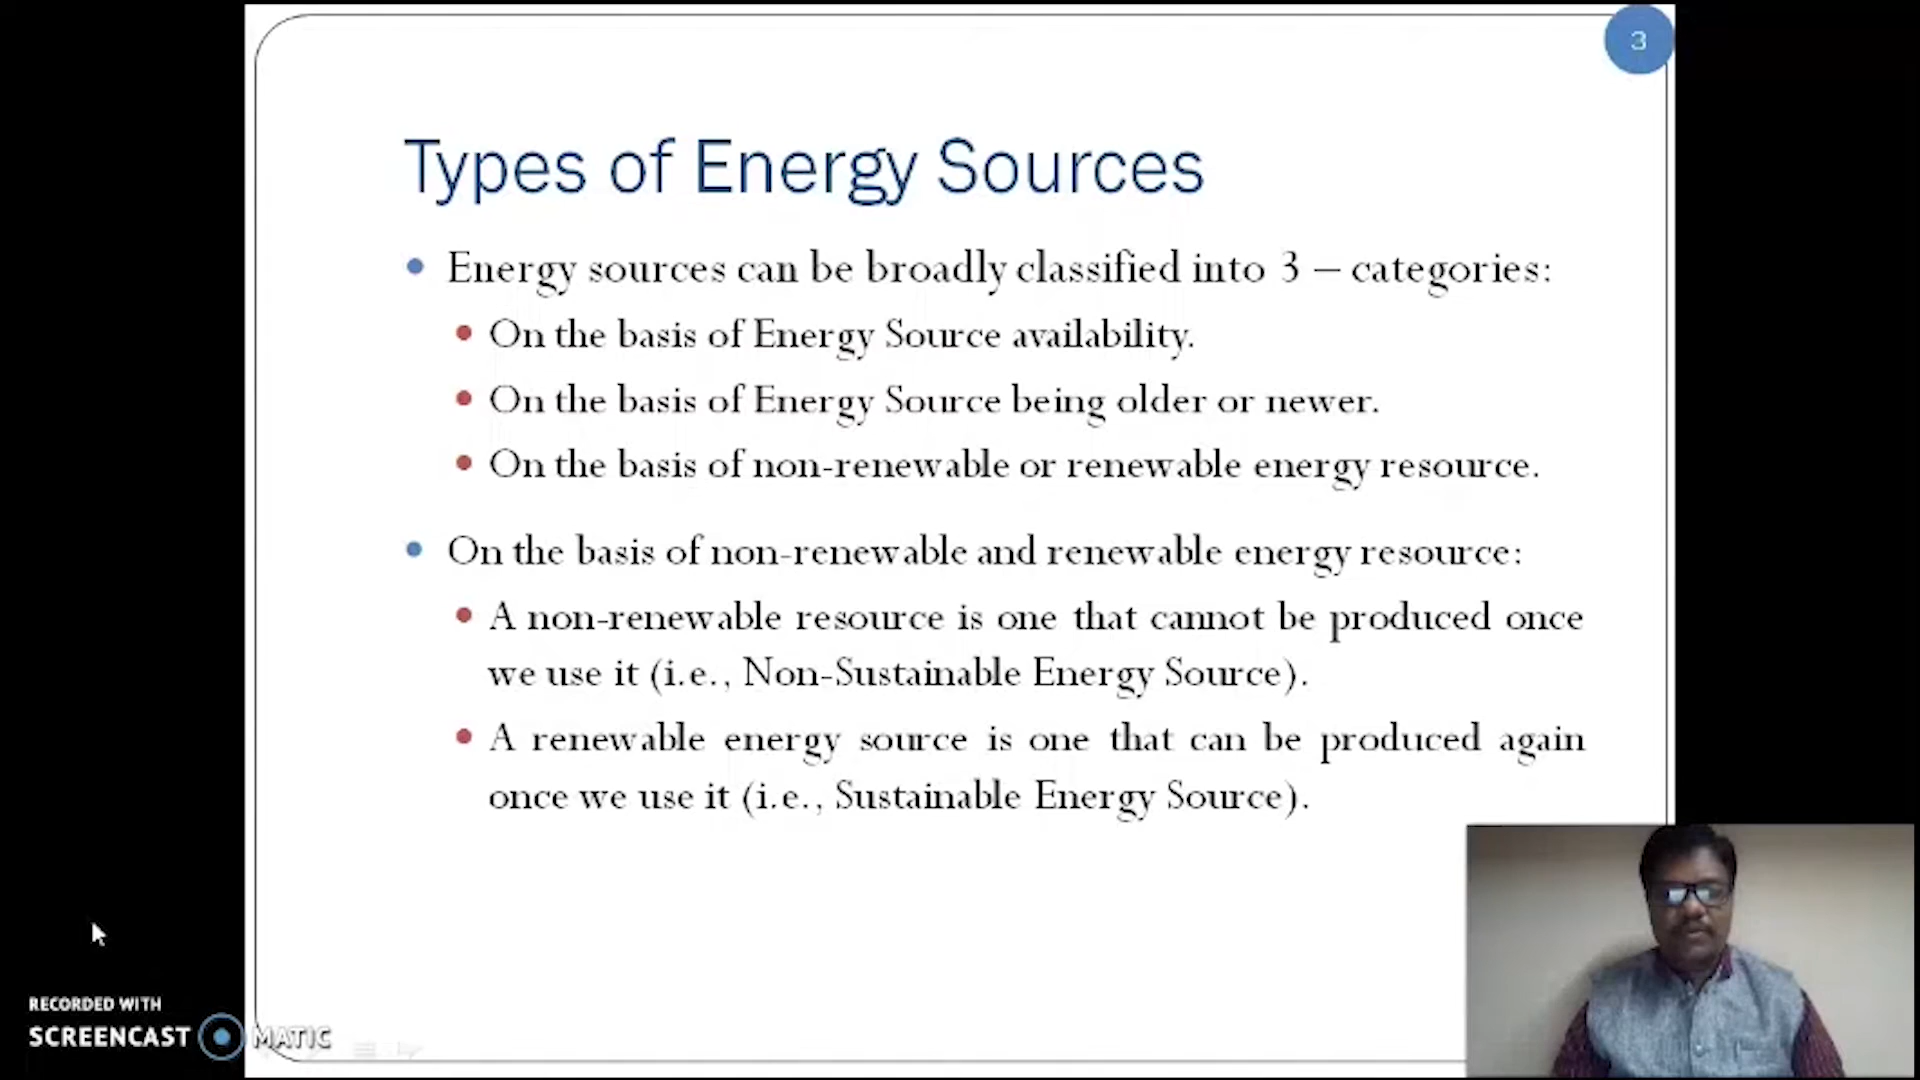 3
Types of Energy Sources
Energy sources can be broadly classified into 3 – categories:
On the basis of Energy Source availability.
On the basis of Energy Source being older or newer.
On the basis of non-renewable or renewable energy resource.
On the basis of non-renewable and renewable energy resource:
A non-renewable resource is one that cannot be produced once
we use it (i.e., Non-Sustainable Energy Source).
A renewable energy source is one that can be produced again
once we use it (i.e., Sustainable Energy Source).
RECORDED WITH
SCREENCAST MATIC